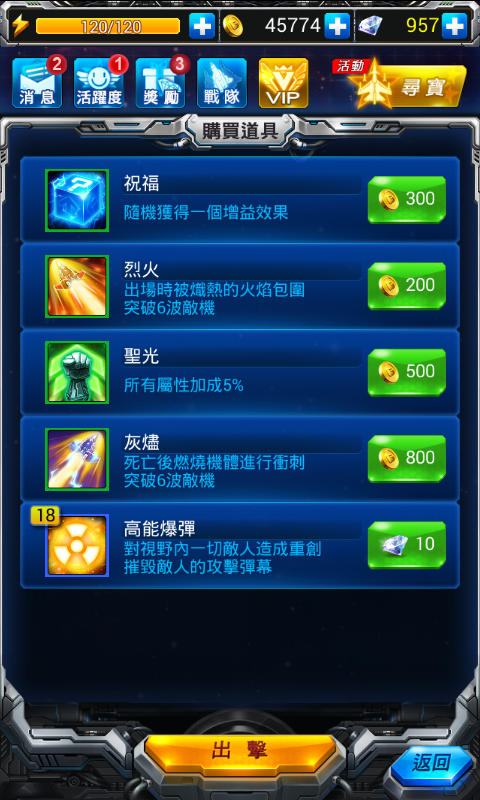 120/120
45774
957
2
1
3
消息
活躍度
獎勵
戰隊
VIP
活動
尋寶
購買道具
祝福
隨機獲得一個增益效果
300
烈火
出場時被熾熱的火焰包圍
突破6波敵機
200
聖光
所有屬性加成5%
500
灰燼
死亡後燃燒機體進行衝刺
突破6波敵機
800
18
高能爆彈
對視野內一切敵人造成重創
摧毀敵人的攻擊彈幕
10
出擊
返回